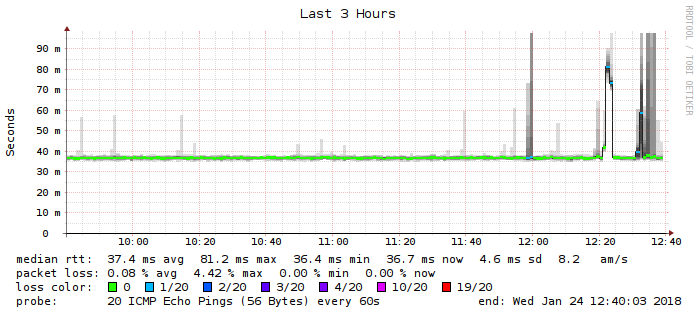 Last 3 Hours
RRDTOOL / TOBI OETIKER
Seconds
90 m
80 m
70 m
60 m
50 m
40 m
30 m
20 m
10 m
0
10:00 10:20 10:40 11:00 11:20 11:40 12:00 12:20 12:40
median rtt: 37.4 ms avg 81.2 ms max 36.4 ms min 36.7 ms now 4.6 ms sd 8.2 am/s
packet loss: 0.08 % avg 4.42 % max 0.00 % min 0.00 % now
loss color: 0 1/20 2/20 3/20 4/20 10/20 19/20
probe: 20 ICMP Echo Pings (56 Bytes) every 60s end: Wed Jan 24 12:40:03 2018